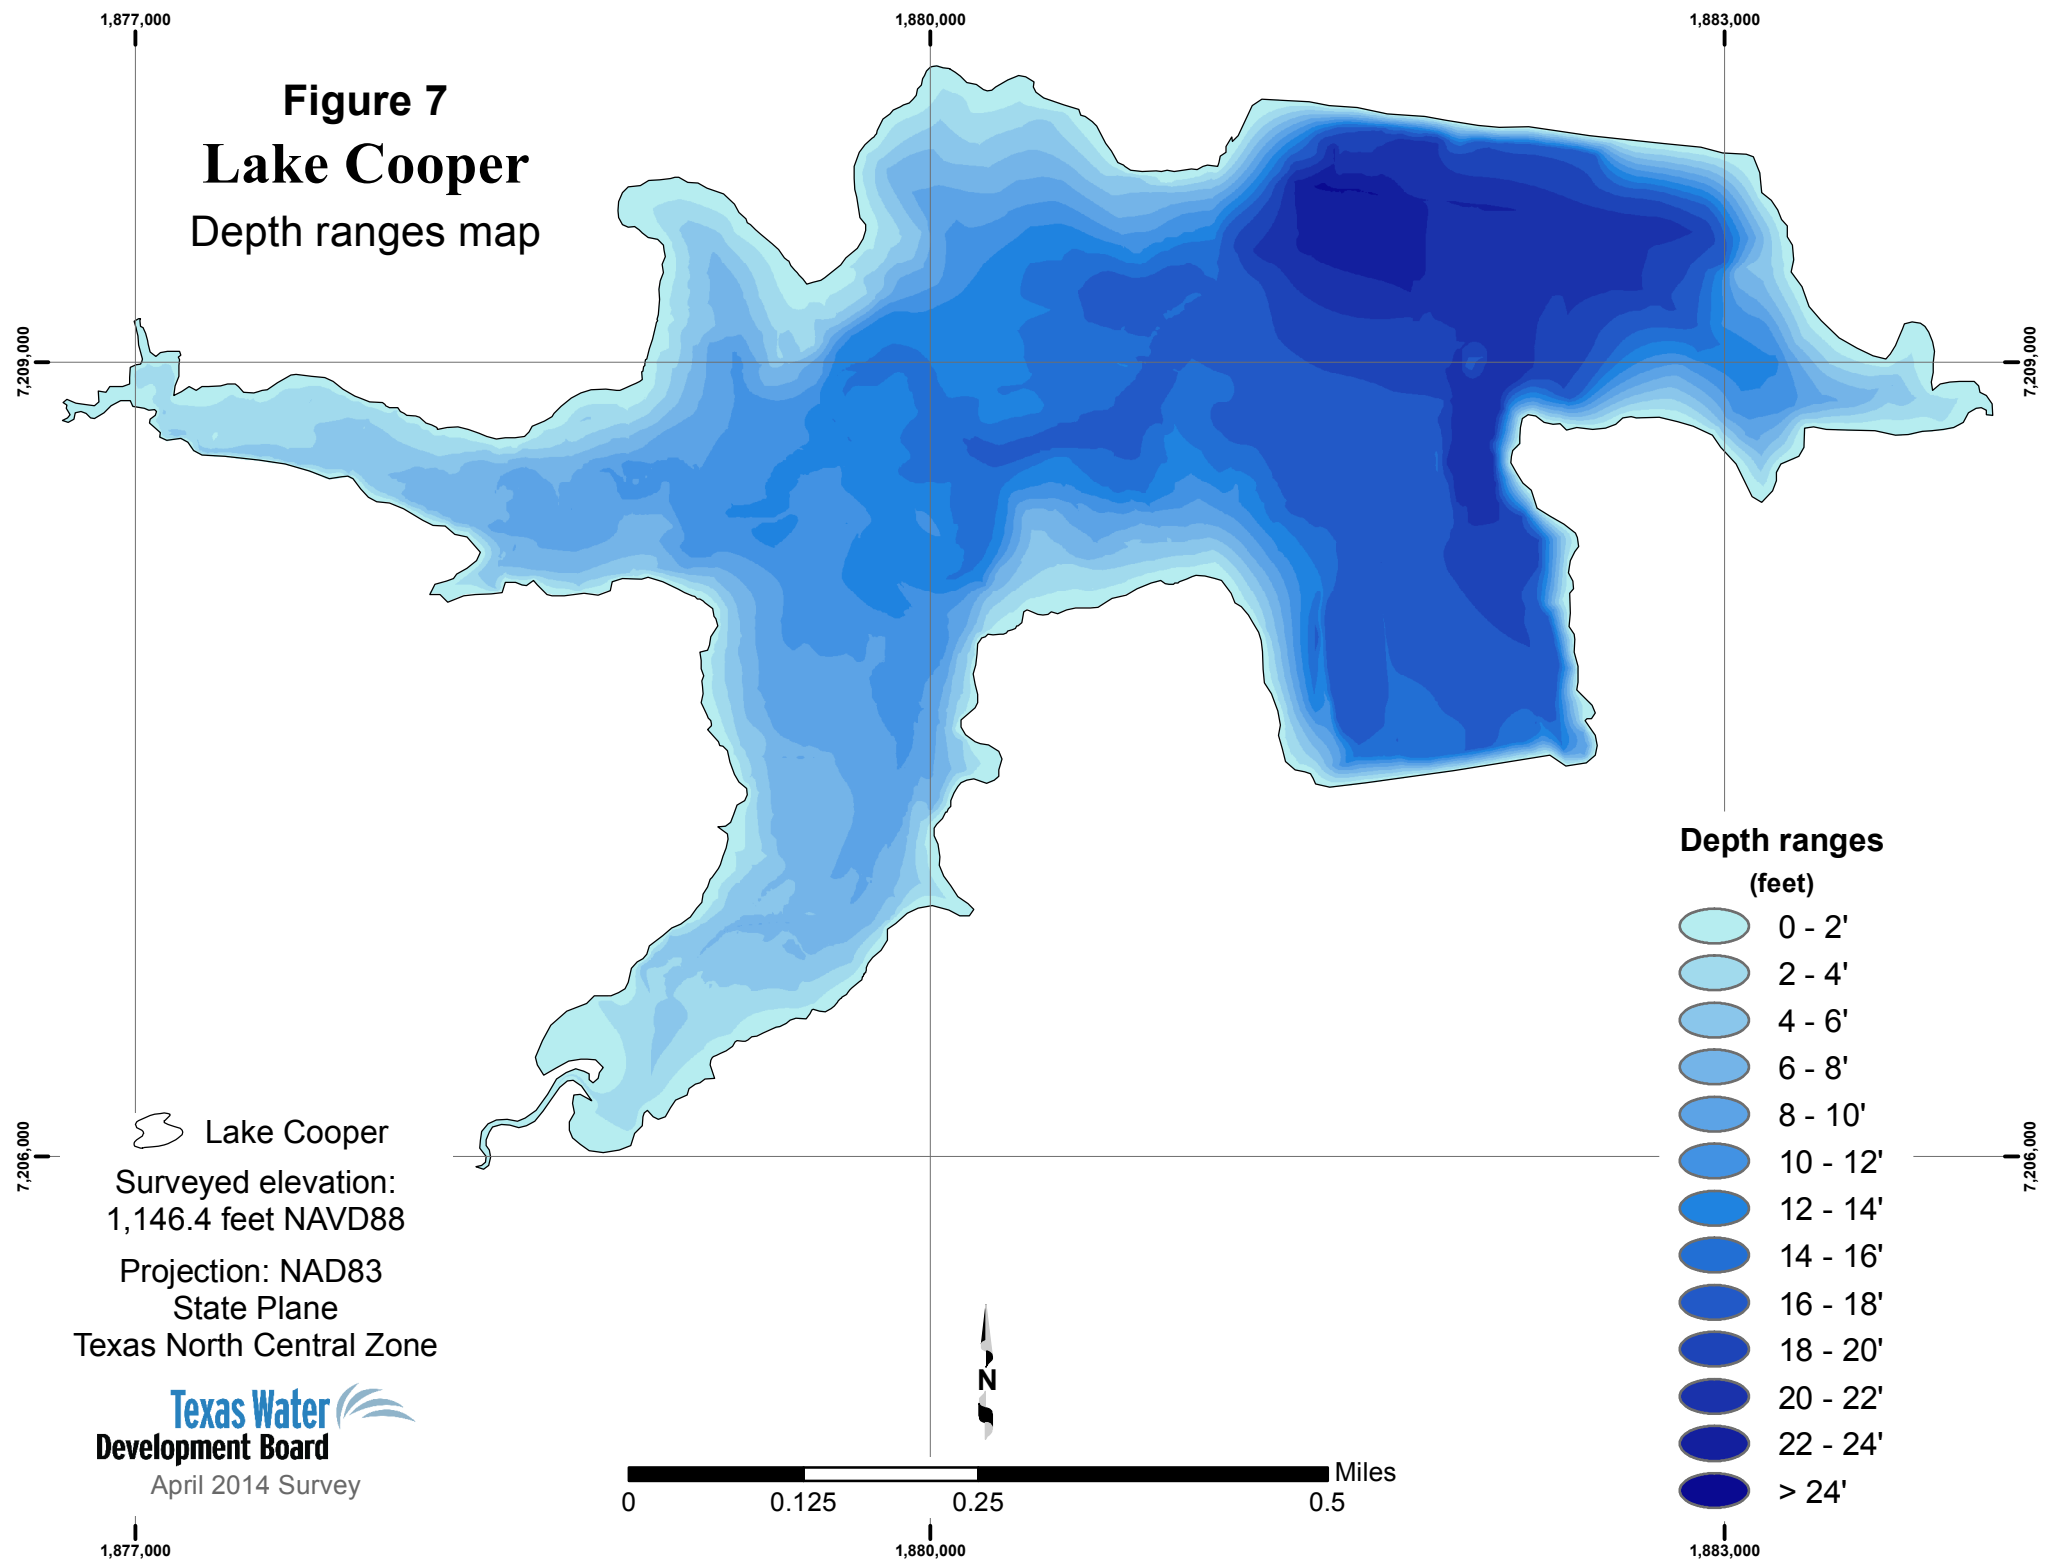 1,877,000
1,880,000
1,883,000
Figure 7
Lake Cooper
Depth ranges map
7,209,000
7,209,000
Depth ranges
(feet)
0 - 2'
2 - 4'
4 - 6'
6 - 8'
8 - 10'
10 - 12'
12 - 14'
14 - 16'
16 - 18'
18 - 20'
20 - 22'
22 - 24'
> 24'
7,206,000
7,206,000
Lake Cooper
Surveyed elevation:
1,146.4 feet NAVD88
Projection: NAD83
State Plane
Texas North Central Zone
Texas Water
Development Board
April 2014 Survey
N
Miles
0
0.125
0.25
0.5
1,877,000
1,880,000
1,883,000